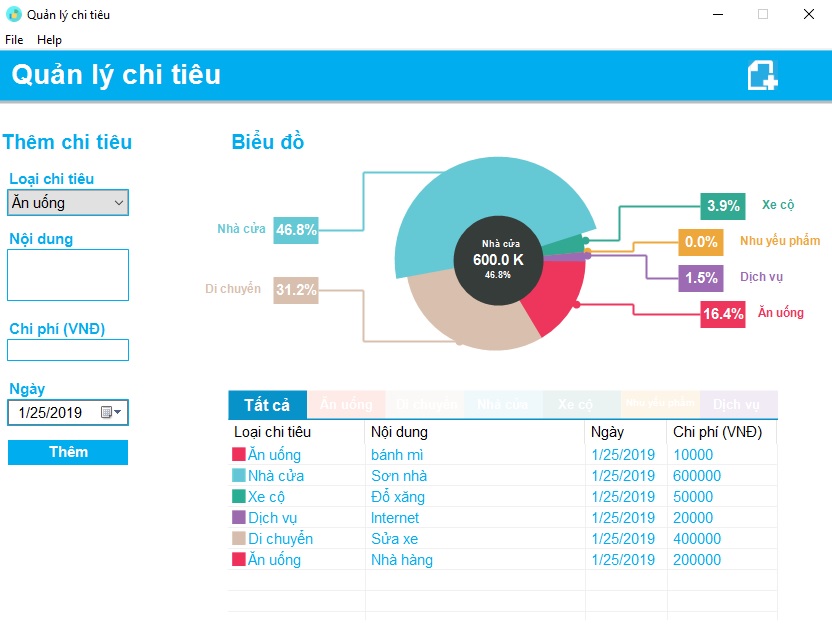 Quản lý chi tiêu
File Help
Quản lý chi tiêu
Thêm chi tiêu
Loại chi tiêu
Ăn uống
Nội dung
Chi phí (VNĐ)
Ngày
1/25/2019
Thêm
Biểu đồ
Nhà cửa 46.8%
Di chuyển 31.2%
Nhà cửa
600.0 K
46.8%
3.9% Xe cộ
0.0% Nhu yếu phẩm
1.5% Dịch vụ
16.4% Ăn uống
Tất cả Ăn uống Di chuyển Nhà cửa Xe cộ Nhu yếu phẩm Dịch vụ
Loại chi tiêu Nội dung Ngày Chi phí (VNĐ)
Ăn uống bánh mì 1/25/2019 10000
Nhà cửa Sơn nhà 1/25/2019 600000
Xe cộ Đổ xăng 1/25/2019 50000
Dịch vụ Internet 1/25/2019 20000
Di chuyển Sửa xe 1/25/2019 400000
Ăn uống Nhà hàng 1/25/2019 200000